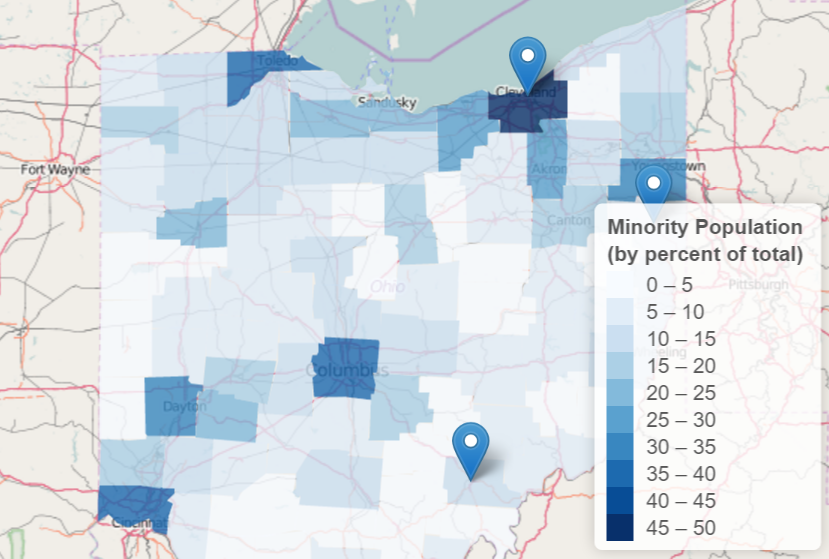 Toledo
Cleveland
Sandusky
Fort Wayne
Akron
Youngstown
Canton
Minority Population
(by percent of total)
0 – 5
Pittsburgh
Ohio
5 – 10
10 – 15
15 – 20
20 – 25
25 – 30
30 – 35
35 – 40
40 – 45
45 – 50
Columbus
Dayton
Cincinnati